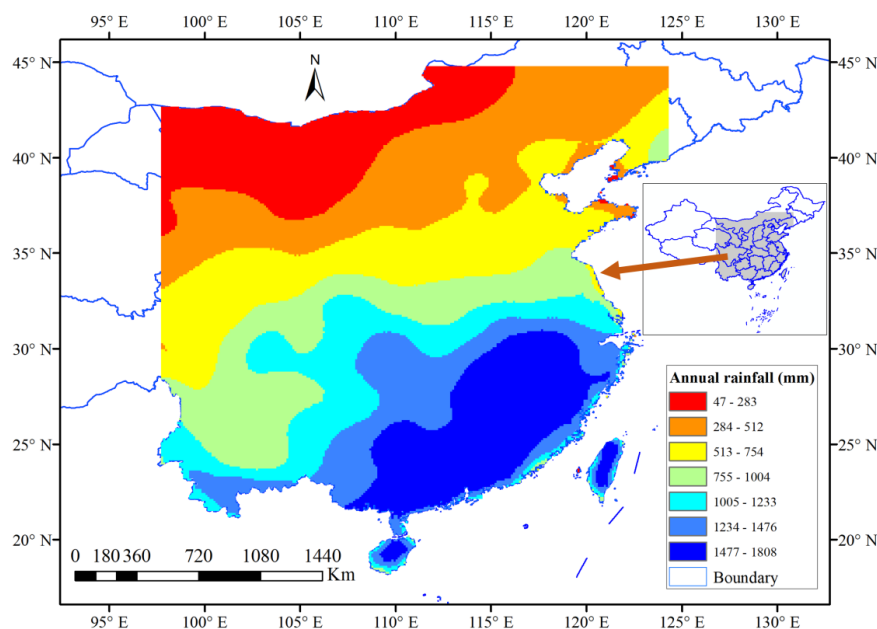 95° E 100° E 105° E 110° E 115° E 120° E 125° E 130° E
45° N 45° N
N
40° N 40° N
35° N 35° N
30° N 30° N
Annual rainfall (mm)
47 - 283
284 - 512
25° N 25° N
513 - 754
755 - 1004
1005 - 1233
20° N 20° N
1234 - 1476
1477 - 1808
Boundary
0 180 360 720 1080 1440
Km
95° E 100° E 105° E 110° E 115° E 120° E 125° E 130° E